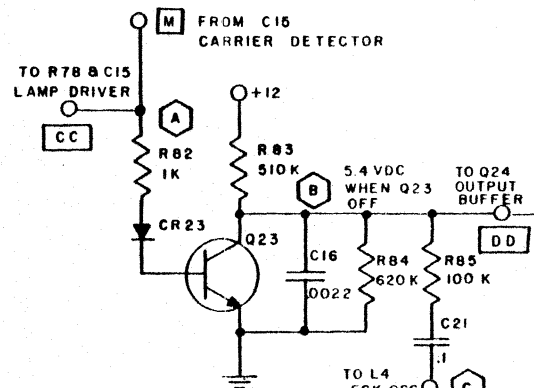 M FROM C15
CARRIER DETECTOR
TO R78 & C15
LAMP DRIVER
CC
A
+12
R82
1K
R83
510K
B
5.4 VDC
WHEN Q23
OFF
TO Q24
OUTPUT
BUFFER
DD
CR23
Q23
C16
.0022
R84
620K
R85
100K
C21
.1
TO L4
C